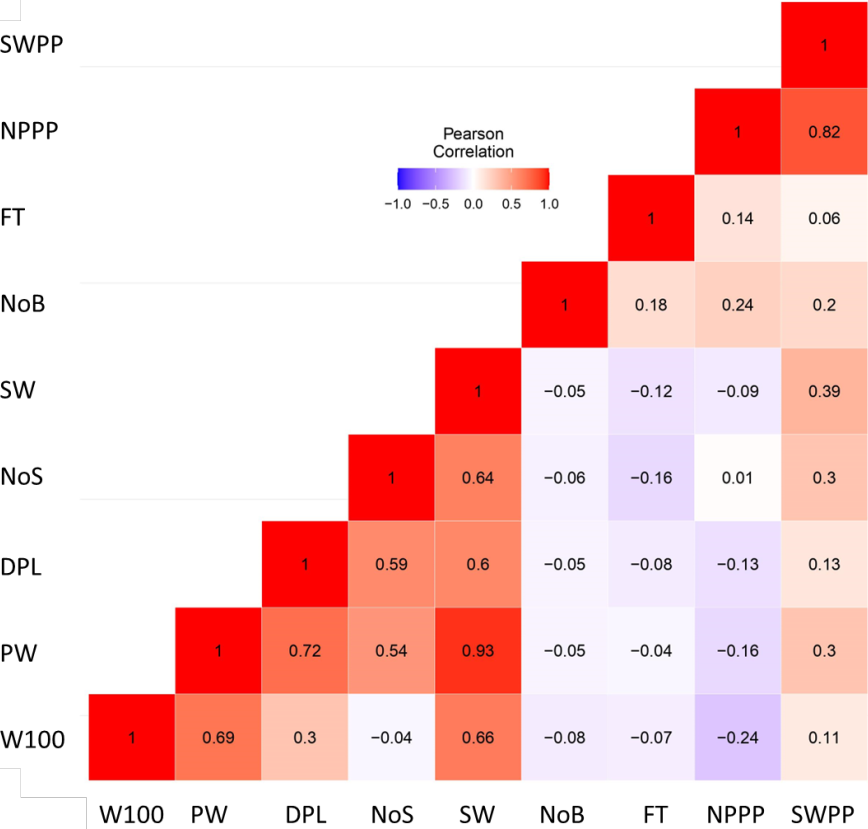 SWPP 1
NPPP 1 0.82
Pearson
Correlation
−1.0 −0.5 0.0 0.5 1.0
FT 1 0.14 0.06
NoB 1 0.18 0.24 0.2
SW 1 −0.05 −0.12 −0.09 0.39
NoS 1 0.64 −0.06 −0.16 0.01 0.3
DPL 1 0.59 0.6 −0.05 −0.08 −0.13 0.13
PW 1 0.72 0.54 0.93 −0.05 −0.04 −0.16 0.3
W100 1 0.69 0.3 −0.04 0.66 −0.08 −0.07 −0.24 0.11
W100 PW DPL NoS SW NoB FT NPPP SWPP